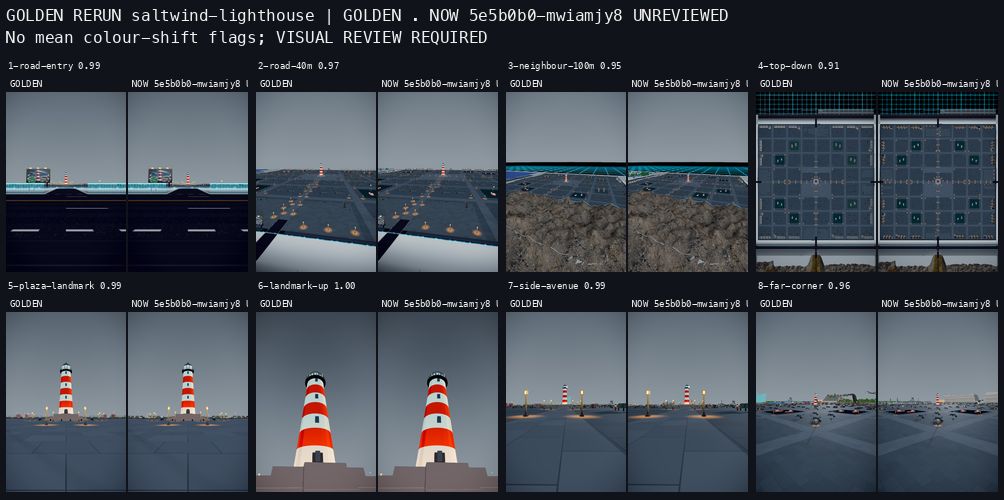 GOLDEN RERUN saltwind-lighthouse | GOLDEN . NOW 5e5b0b0-mwiamjy8 UNREVIEWED
No mean colour-shift flags; VISUAL REVIEW REQUIRED
1-road-entry 0.99
2-road-40m 0.97
3-neighbour-100m 0.95
4-top-down 0.91
GOLDEN NOW 5e5b0b0-mwiamjy8 U
GOLDEN NOW 5e5b0b0-mwiamjy8 U
GOLDEN NOW 5e5b0b0-mwiamjy8 U
GOLDEN NOW 5e5b0b0-mwiamjy8 U
5-plaza-landmark 0.99
6-landmark-up 1.00
7-side-avenue 0.99
8-far-corner 0.96
GOLDEN NOW 5e5b0b0-mwiamjy8 U
GOLDEN NOW 5e5b0b0-mwiamjy8 U
GOLDEN NOW 5e5b0b0-mwiamjy8 U
GOLDEN NOW 5e5b0b0-mwiamjy8 U